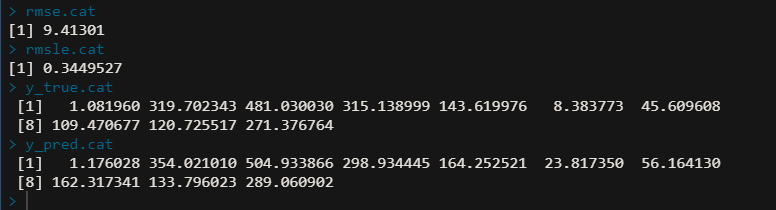 > rmse.cat
[1] 9.41301
> rmsle.cat
[1] 0.3449527
> y_true.cat
 [1]   1.081960 319.702343 481.030030 315.138999 143.619976   8.383773  45.609608
 [8] 109.470677 120.725517 271.376764
> y_pred.cat
 [1]   1.176028 354.021010 504.933866 298.934445 164.252521  23.817350  56.164130
 [8] 162.317341 133.796023 289.060902
>